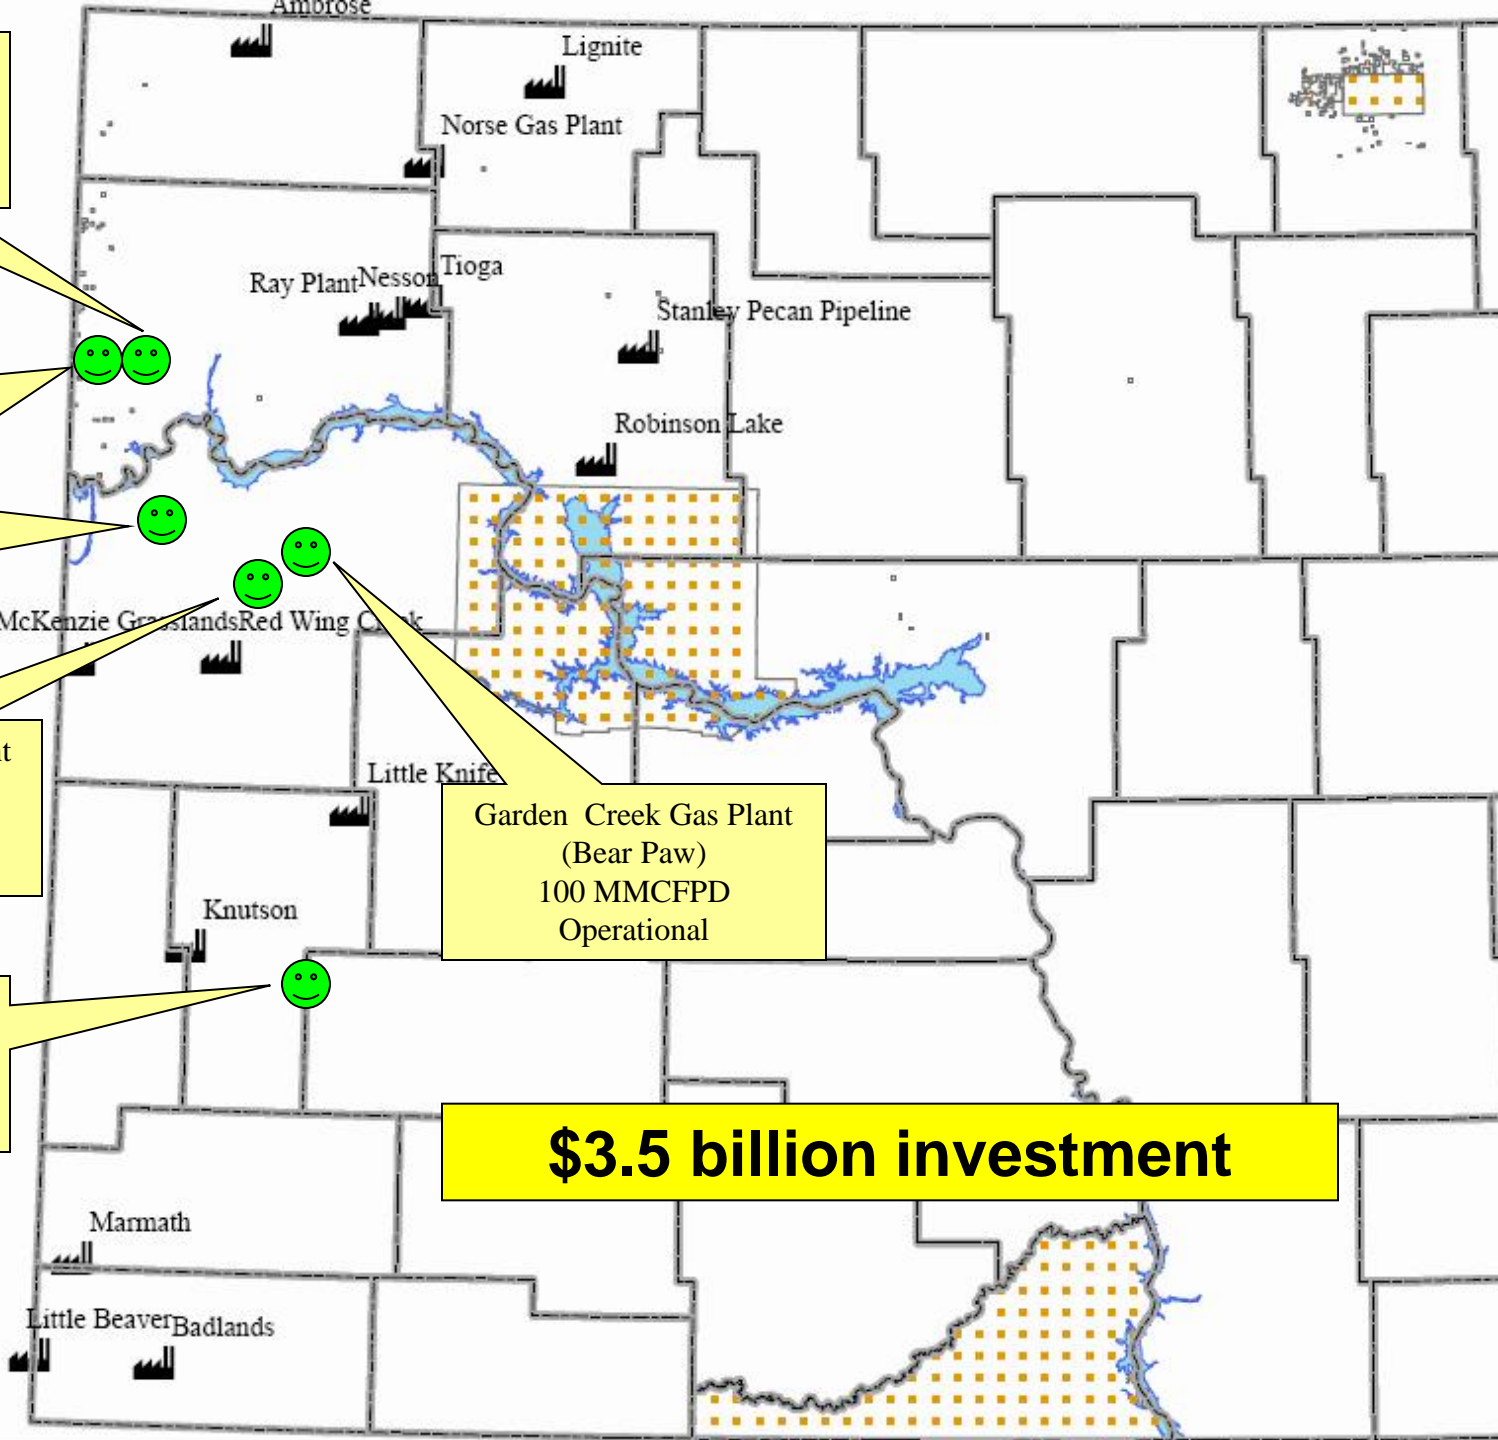 Ambrose
Lignite
Norse Gas Plant
Tioga
Nesson
Ray Plant
Stanley Pecan Pipeline
Robinson Lake
McKenzie Grasslands
Red Wing Creek
Little Knife
Garden Creek Gas Plant
(Bear Paw)
100 MMCFPD
Operational
Knutson
$3.5 billion investment
Marmath
Little Beaver
Badlands